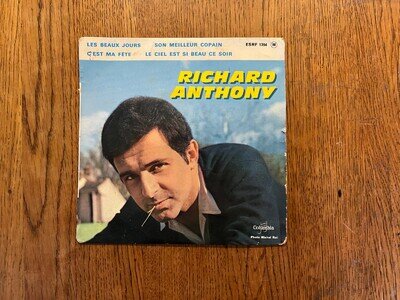 LES BEAUX JOURS SON MEILLEUR COPAIN ESRF 1394 M
C'EST MA FÊTE LE CIEL EST SI BEAU CE SOIR
RICHARD
ANTHONY
Columbia